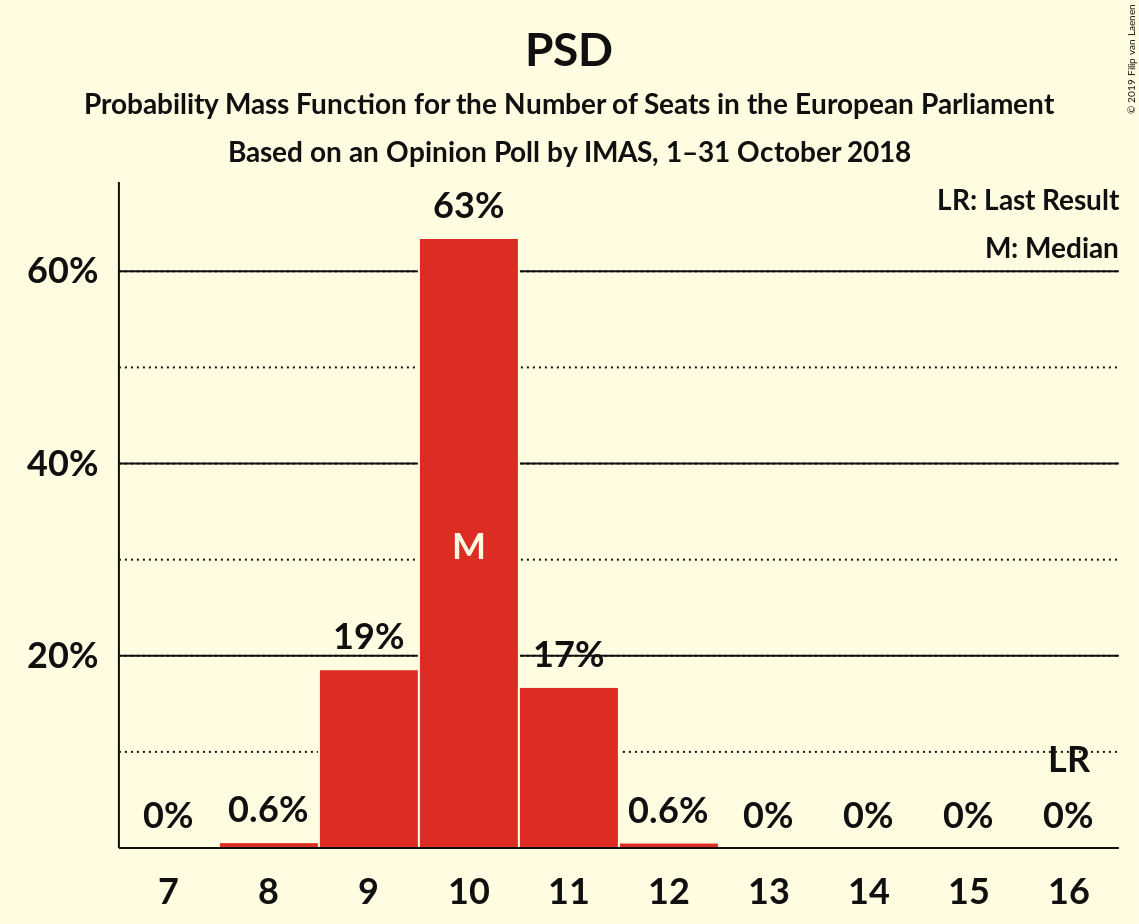 PSD
Probability Mass Function for the Number of Seats in the European Parliament
Based on an Opinion Poll by IMAS, 1–31 October 2018
© 2019 Filip van Laenen
LR: Last Result
M: Median
60%
40%
20%
0%
0.6%
19%
63%
M
17%
0.6%
0%
0%
0%
LR
0%
7 8 9 10 11 12 13 14 15 16